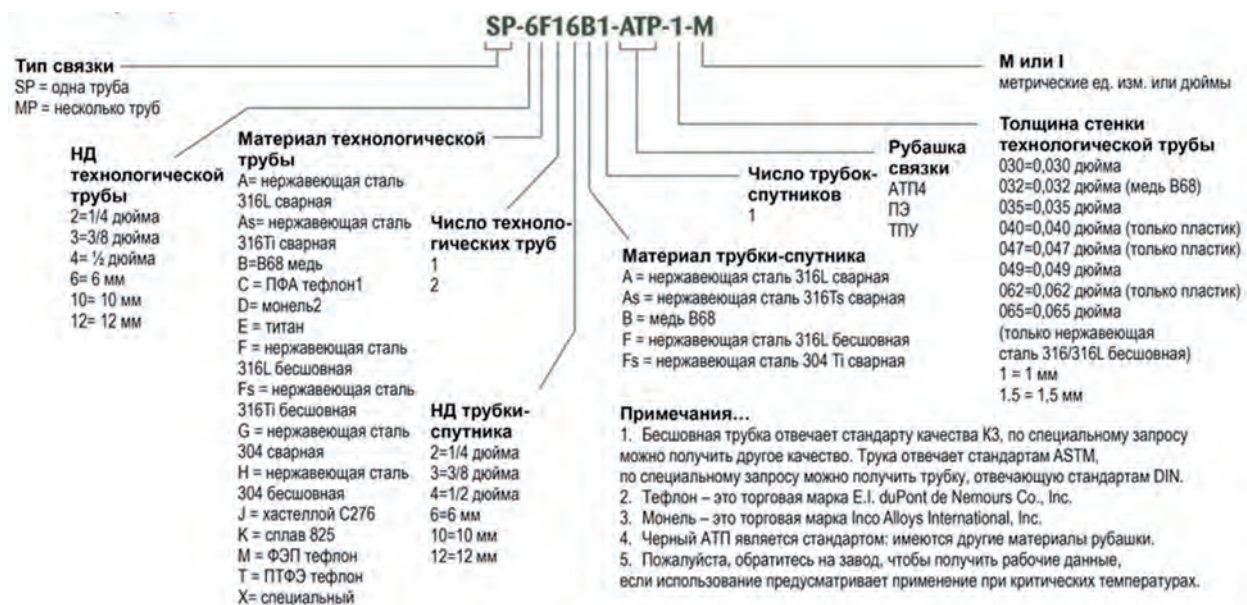 SP-6F16B1-ATP-1-M
Тип связки
SP = одна труба
MP = несколько труб
НД
технологической
трубы
2=1/4 дюйма
3=3/8 дюйма
4= ½ дюйма
6= 6 мм
10= 10 мм
12= 12 мм
Материал технологической
трубы
A= нержавеющая сталь
316L сварная
As= нержавеющая сталь
316Ti сварная
B=B68 медь
C = ПФА тефлон1
D= монель2
E = титан
F = нержавеющая сталь
316L бесшовная
Fs = нержавеющая сталь
316Ti бесшовная
G = нержавеющая сталь
304 сварная
H = нержавеющая сталь
304 бесшовная
J = хастеллой C276
K = сплав 825
M = ФЭП тефлон
T = ПТФЭ тефлон
X= специальный
Число техноло-
гических труб
1
2
НД трубки-
спутника
2=1/4 дюйма
3=3/8 дюйма
4=1/2 дюйма
6=6 мм
10=10 мм
12=12 мм
Материал трубки-спутника
A = нержавеющая сталь 316L сварная
As = нержавеющая сталь 316Ts сварная
B = медь B68
F = нержавеющая сталь 316L бесшовная
Fs = нержавеющая сталь 304 Ti сварная
Число трубок-
спутников
1
Рубашка
связки
АТП4
ПЭ
ТПУ
М или I
метрические ед. изм. или дюймы
Толщина стенки
технологической трубы
030=0,030 дюйма
032=0,032 дюйма (медь B68)
035=0,035 дюйма
040=0,040 дюйма (только пластик)
047=0,047 дюйма (только пластик)
049=0,049 дюйма
062=0,062 дюйма (только пластик)
065=0,065 дюйма
(только нержавеющая
сталь 316/316L бесшовная)
1 = 1 мм
1.5 = 1,5 мм
Примечания…
1. Бесшовная трубка отвечает стандарту качества К3, по специальному запросу
можно получить другое качество. Трука отвечает стандартам ASTM,
по специальному запросу можно получить трубку, отвечающую стандартам DIN.
2. Тефлон – это торговая марка E.I. duPont de Nemours Co., Inc.
3. Монель – это торговая марка Inco Alloys International, Inc.
4. Черный АТП является стандартом: имеются другие материалы рубашки.
5. Пожалуйста, обратитесь на завод, чтобы получить рабочие данные,
если использование предусматривает применение при критических температурах.